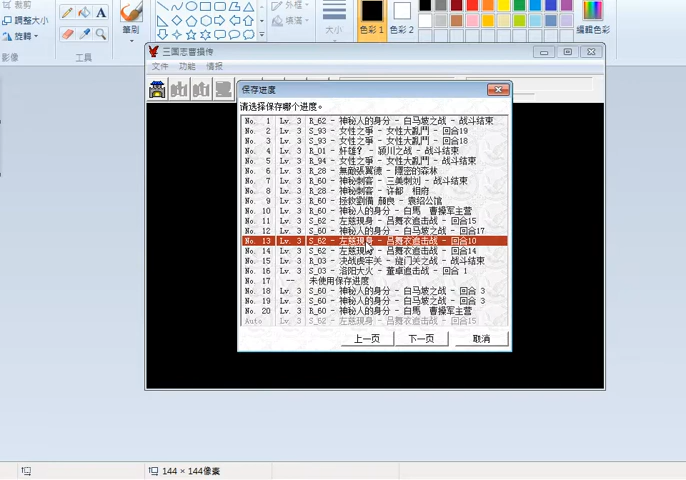 裁剪
調整大小
旋轉
影像
工具
筆刷
外框
填滿
大小
色彩 1
色彩 2
編輯色彩
三国志曹操传
文件 功能 情报
保存进度
请选择保存哪个进度。
No. 1 Lv. 3 R_62 - 神秘人的身分 - 白马坡之战 - 战斗结束
No. 2 Lv. 3 S_93 - 女性之爭 - 女性大亂鬥 - 回合19
No. 3 Lv. 3 S_93 - 女性之爭 - 女性大亂鬥 - 回合18
No. 4 Lv. 3 R_01 - 奸雄？ - 颍川之战 - 战斗结束
No. 5 Lv. 3 R_94 - 女性之爭 - 女性大亂鬥 - 战斗结束
No. 6 Lv. 3 R_28 - 無敵張翼德 - 隱密的森林
No. 7 Lv. 3 R_60 - 神秘刺客 - 三美刺刘 - 战斗结束
No. 8 Lv. 3 R_28 - 神秘刺客 - 许都 相府
No. 9 Lv. 3 R_60 - 拯救劉備 顏良 - 袁绍公馆
No. 10 Lv. 3 R_60 - 神秘人的身分 - 白馬 曹操军主营
No. 11 Lv. 3 S_62 - 左慈現身 - 吕舞衣追击战 - 回合15
No. 12 Lv. 3 S_60 - 神秘人的身分 - 白马坡之战 - 回合17
No. 13 Lv. 3 S_62 - 左慈現身 - 吕舞衣追击战 - 回合10
No. 14 Lv. 3 S_62 - 左慈現身 - 吕舞衣追击战 - 回合14
No. 15 Lv. 3 R_03 - 决战虎牢关 - 旋门关之战 - 战斗结束
No. 16 Lv. 3 S_03 - 洛阳大火 - 董卓追击战 - 回合 1
No. 17 -- 未使用保存进度
No. 18 Lv. 3 S_60 - 神秘人的身分 - 白马坡之战 - 回合 3
No. 19 Lv. 3 S_60 - 神秘人的身分 - 白马坡之战 - 回合 3
No. 20 Lv. 3 R_60 - 神秘人的身分 - 白馬 曹操军主营
Auto Lv. 3 S_62 - 左慈現身 - 吕舞衣追击战 - 回合15
上一页 下一页 取消
144 × 144像素